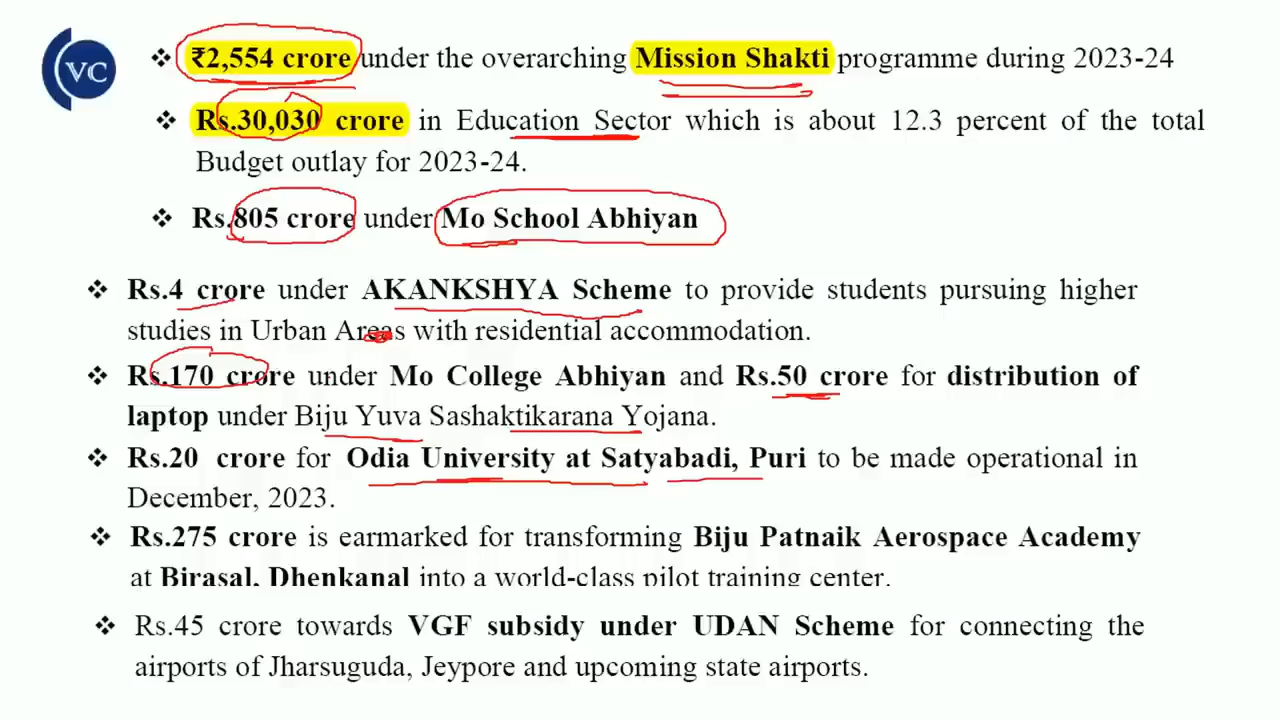 VC
❖ ₹2,554 crore under the overarching Mission Shakti programme during 2023-24
❖ Rs.30,030 crore in Education Sector which is about 12.3 percent of the total
Budget outlay for 2023-24.
❖ Rs.805 crore under Mo School Abhiyan
❖ Rs.4 crore under AKANKSHYA Scheme to provide students pursuing higher
studies in Urban Areas with residential accommodation.
❖ Rs.170 crore under Mo College Abhiyan and Rs.50 crore for distribution of
laptop under Biju Yuva Sashaktikarana Yojana.
❖ Rs.20 crore for Odia University at Satyabadi, Puri to be made operational in
December, 2023.
❖ Rs.275 crore is earmarked for transforming Biju Patnaik Aerospace Academy
at Birasal, Dhenkanal into a world-class pilot training center.
❖ Rs.45 crore towards VGF subsidy under UDAN Scheme for connecting the
airports of Jharsuguda, Jeypore and upcoming state airports.